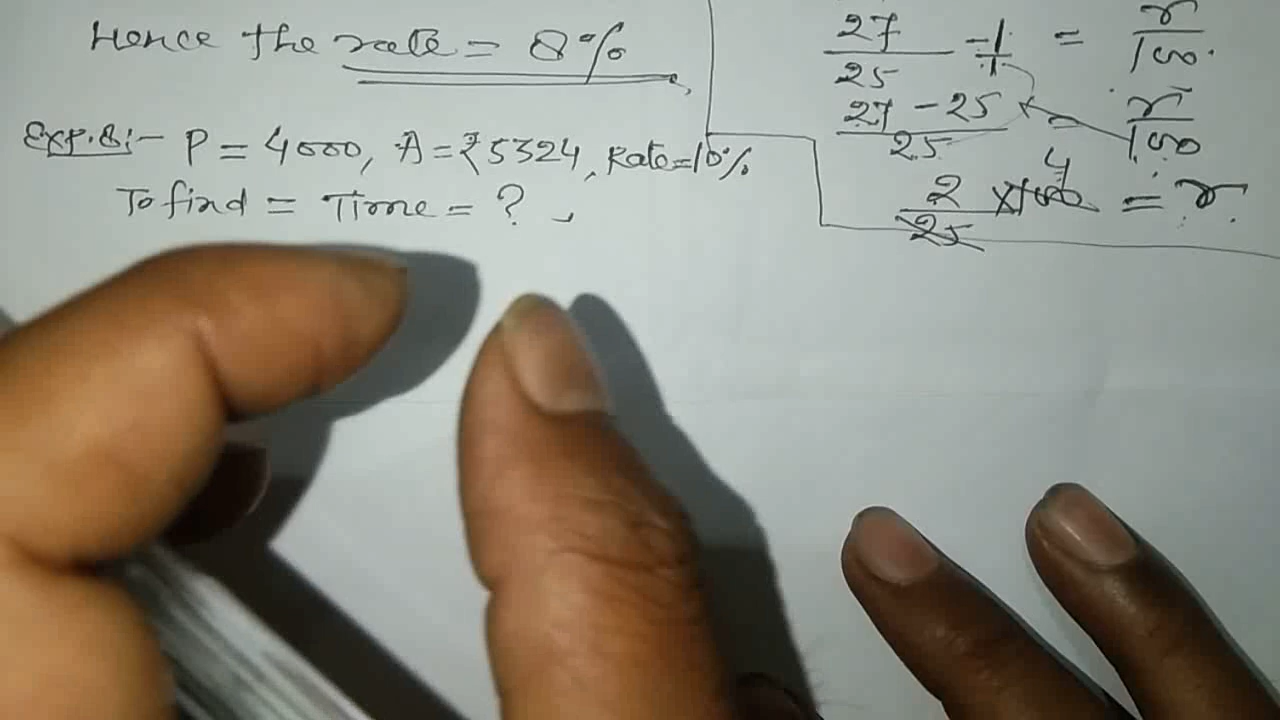 Hence the rate = 8%
Exp.8:- P = 4000, A = ₹5324, Rate=10%
To find = Time = ?
27/25 - 1/1 = r/100
27 - 25/25 = r/100
2/25 × 100 4 = r